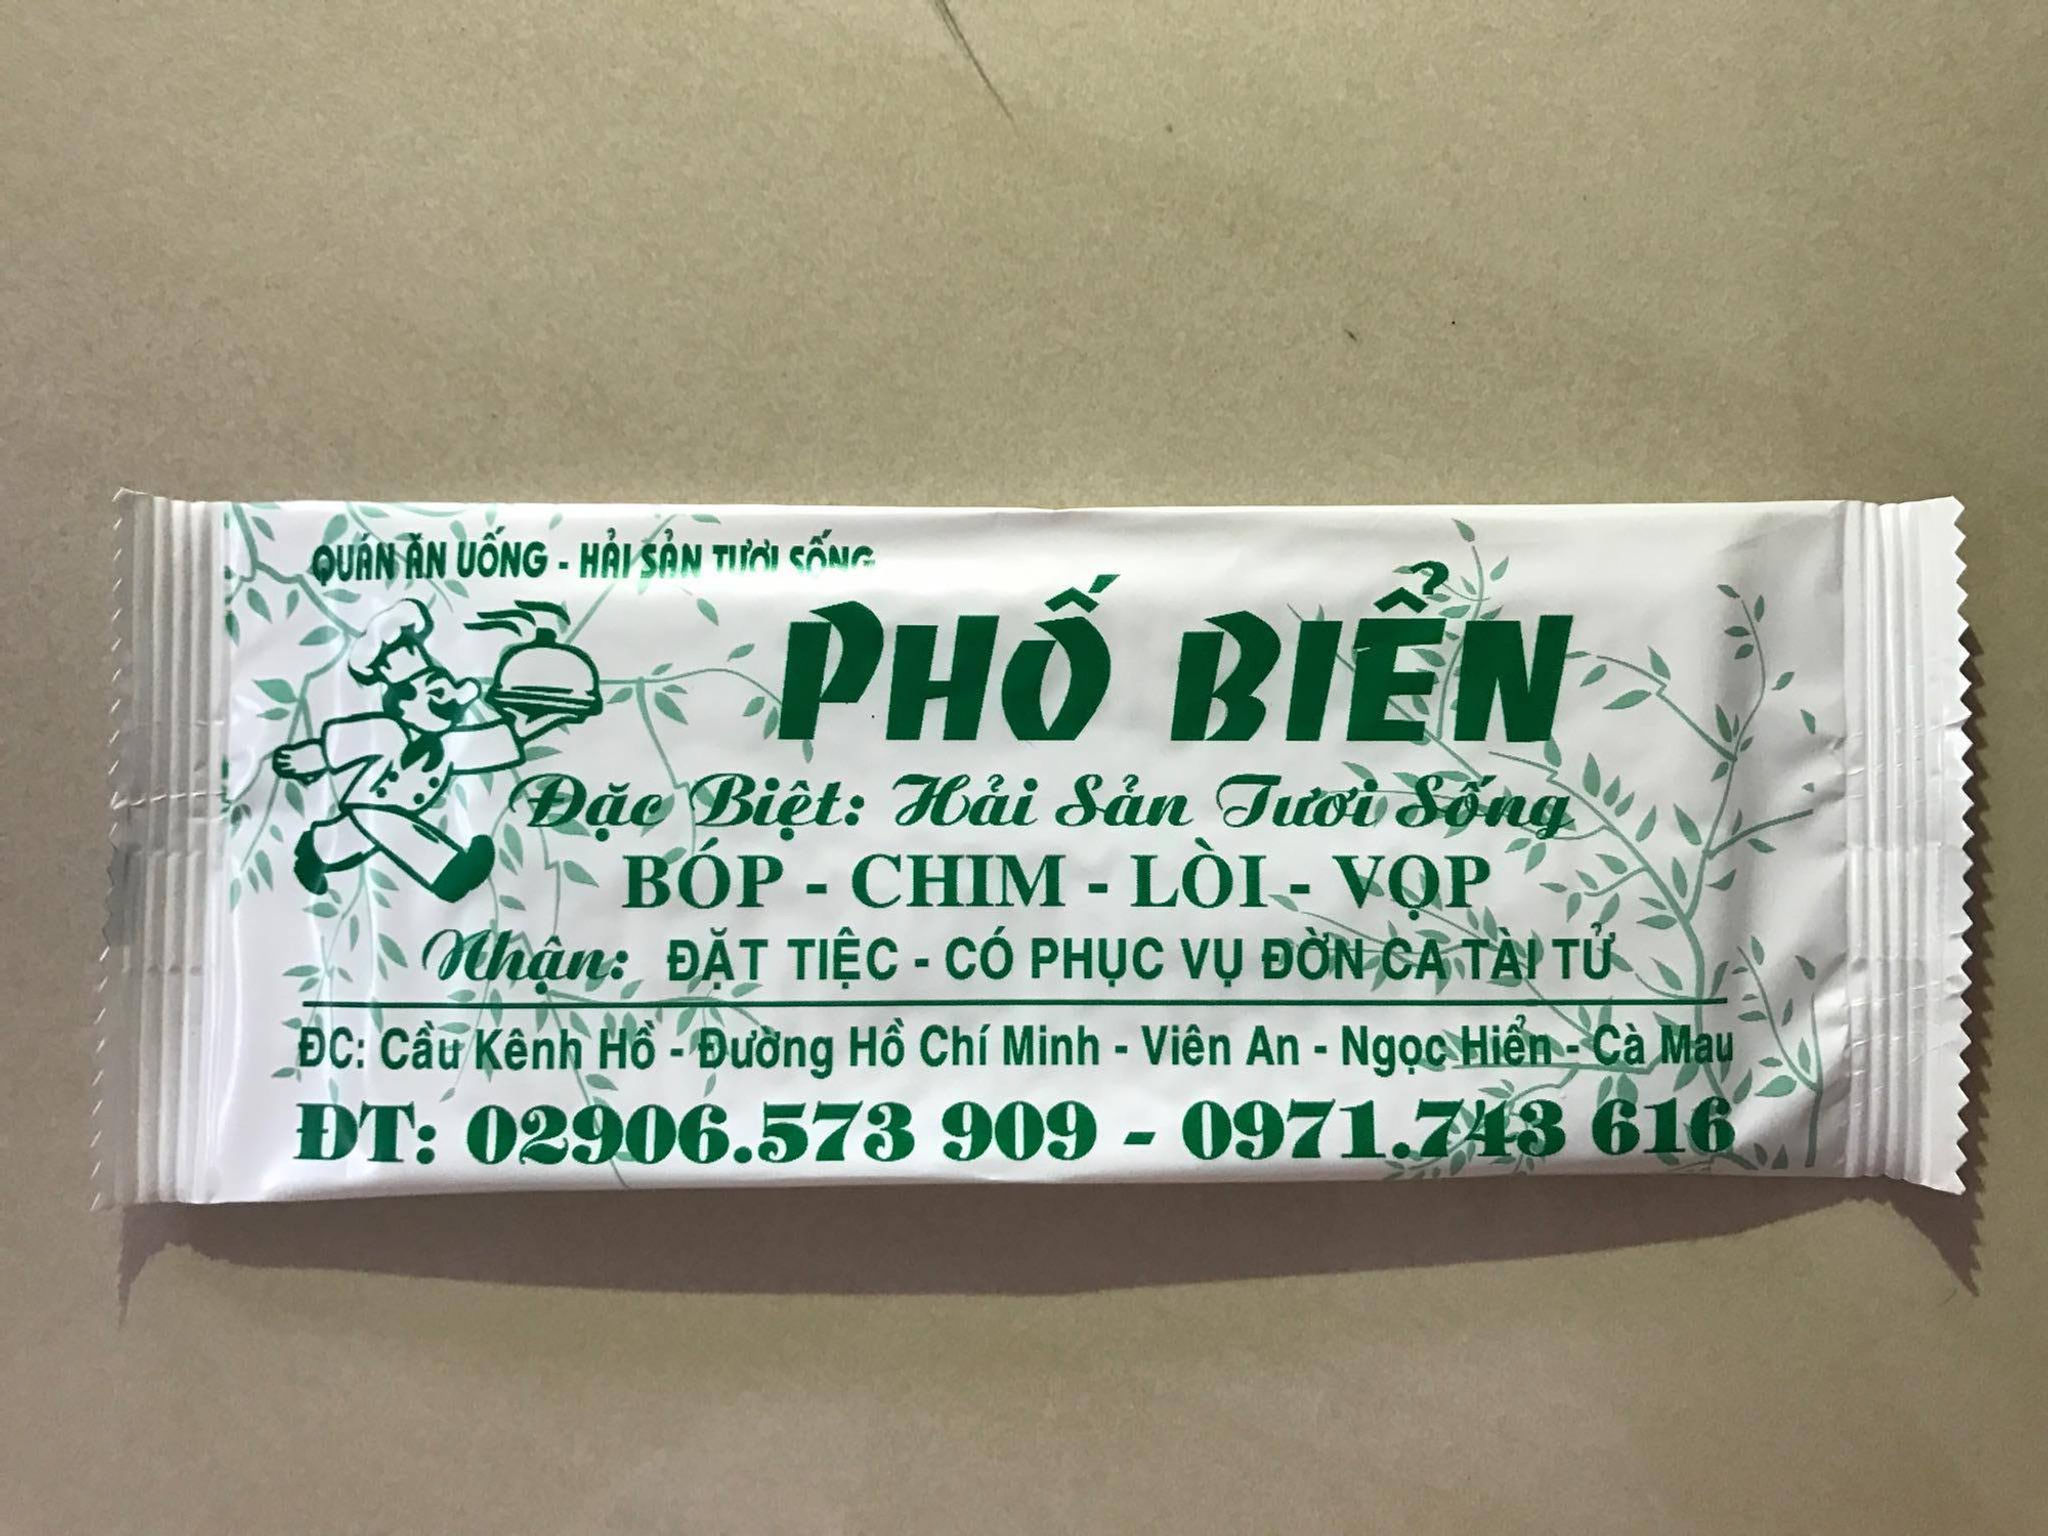 QUÁN ĂN UỐNG - HẢI SẢN TƯƠI SỐNG
PHỐ BIỂN
Đặc Biệt: Hải Sản Tươi Sống
BÓP - CHIM - LÒI - VỌP
Nhận: ĐẶT TIỆC - CÓ PHỤC VỤ ĐỜN CA TÀI TỬ
ĐC: Cầu Kênh Hồ - Đường Hồ Chí Minh - Viên An - Ngọc Hiển - Cà Mau
ĐT: 02906.573 909 - 0971.743 616